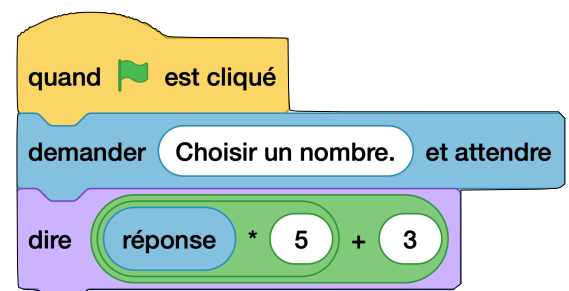 quand est cliqué
demander Choisir un nombre. et attendre
dire réponse * 5 + 3